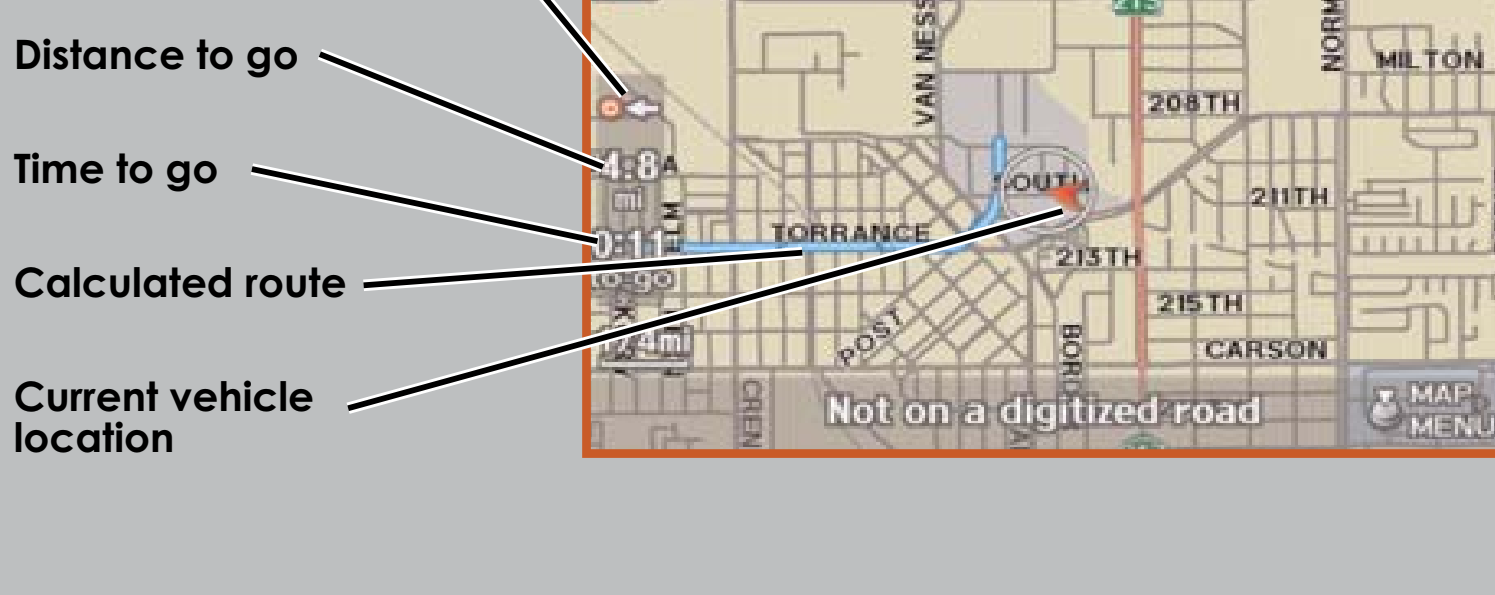 Distance to go
Time to go
Calculated route
Current vehicle
location
VAN NESS
MILTON
208TH
4.8
mi
SOUTH
211TH
0:11
to go
TORRANCE
213TH
215TH
POST
CARSON
Not on a digitized road
MAP
MENU